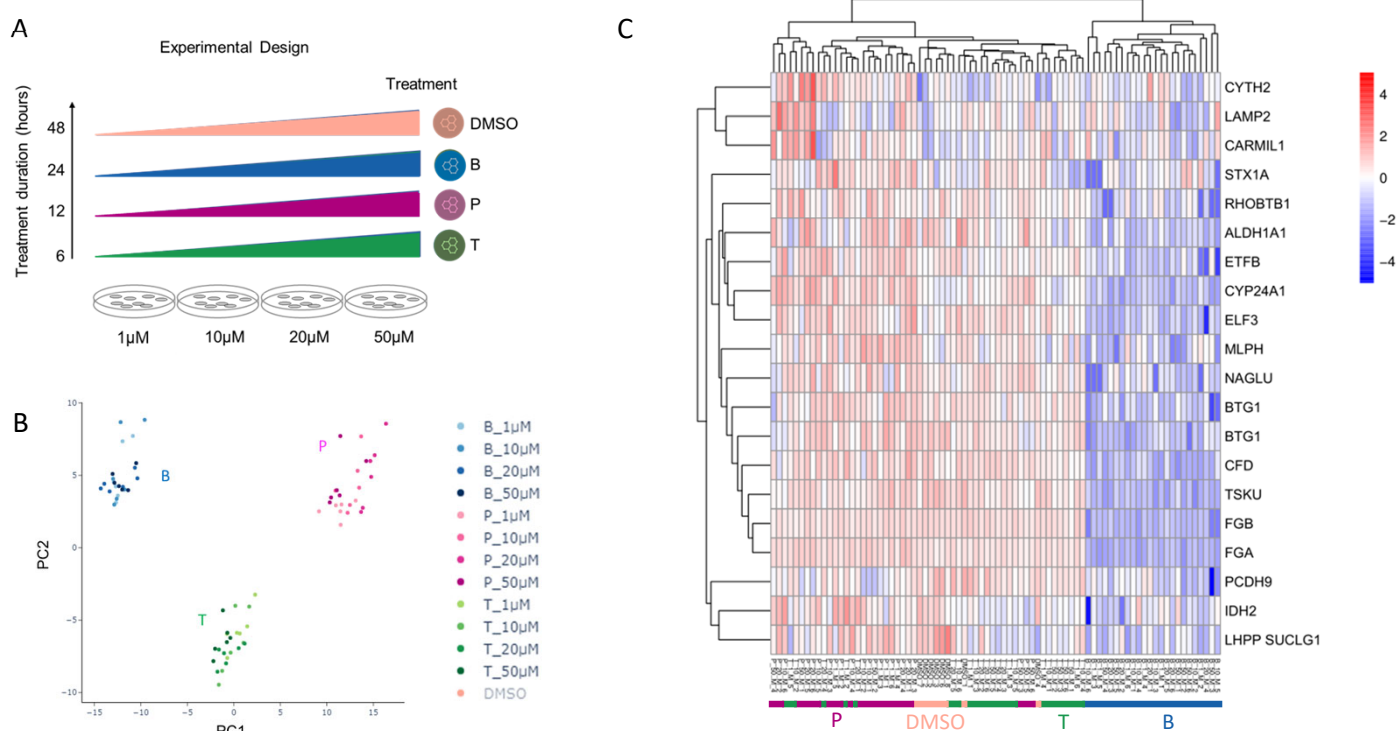 A
Experimental Design
Treatment
Treatment duration (hours)
48
DMSO
24
B
12
P
6
T
1µM
10µM
20µM
50µM
B
10
5
0
−5
−10
PC2
−15
−10
−5
0
5
10
15
PC1
B
P
T
B_1µM
B_10µM
B_20µM
B_50µM
P_1µM
P_10µM
P_20µM
P_50µM
T_1µM
T_10µM
T_20µM
T_50µM
DMSO
C
CYTH2
LAMP2
CARMIL1
STX1A
RHOBTB1
ALDH1A1
ETFB
CYP24A1
ELF3
MLPH
NAGLU
BTG1
BTG1
CFD
TSKU
FGB
FGA
PCDH9
IDH2
LHPP SUCLG1
4
2
0
−2
−4
P
DMSO
T
B